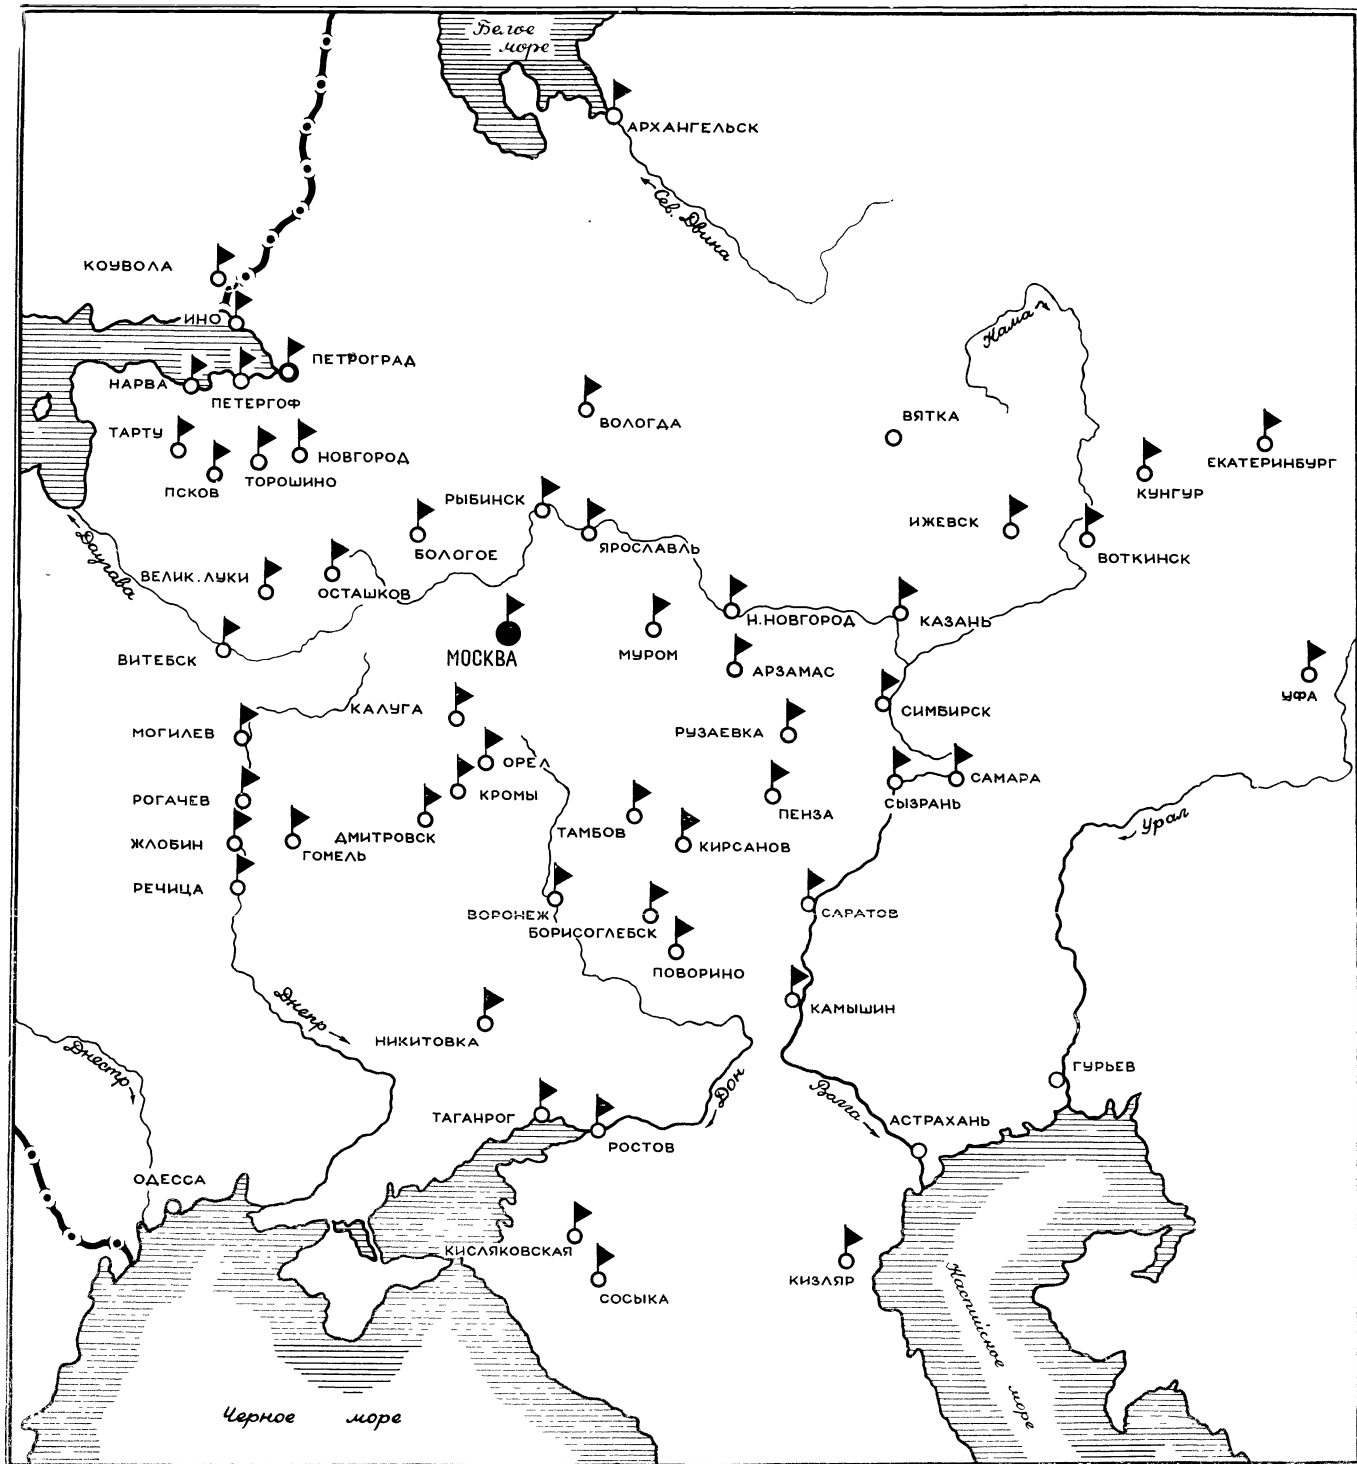 Белое
море
АРХАНГЕЛЬСК
Сев. Двина
КОУВОЛА
ИНО
Кама
ПЕТРОГРАД
НАРВА
ПЕТЕРГОФ
ВОЛОГДА
ВЯТКА
ТАРТУ
НОВГОРОД
ЕКАТЕРИНБУРГ
ТОРОШИНО
ПСКОВ
КУНГУР
РЫБИНСК
ИЖЕВСК
БОЛОГОЕ
ЯРОСЛАВЛЬ
ВОТКИНСК
Даугава
ВЕЛИК. ЛУКИ
ОСТАШКОВ
Н.НОВГОРОД
КАЗАНЬ
ВИТЕБСК
МОСКВА
МУРОМ
АРЗАМАС
УФА
КАЛУГА
СИМБИРСК
МОГИЛЕВ
РУЗАЕВКА
ОРЕЛ
САМАРА
РОГАЧЕВ
КРОМЫ
СЫЗРАНЬ
ПЕНЗА
Урал
ЖЛОБИН
ДМИТРОВСК
ТАМБОВ
КИРСАНОВ
ГОМЕЛЬ
РЕЧИЦА
ВОРОНЕЖ
САРАТОВ
БОРИСОГЛЕБСК
ПОВОРИНО
Днепр
КАМЫШИН
НИКИТОВКА
Днестр
ГУРЬЕВ
Дон
Волга
ТАГАНРОГ
АСТРАХАНЬ
РОСТОВ
ОДЕССА
КИСЛЯКОВСКАЯ
КИЗЛЯР
СОСЫКА
Каспийское море
Черное море